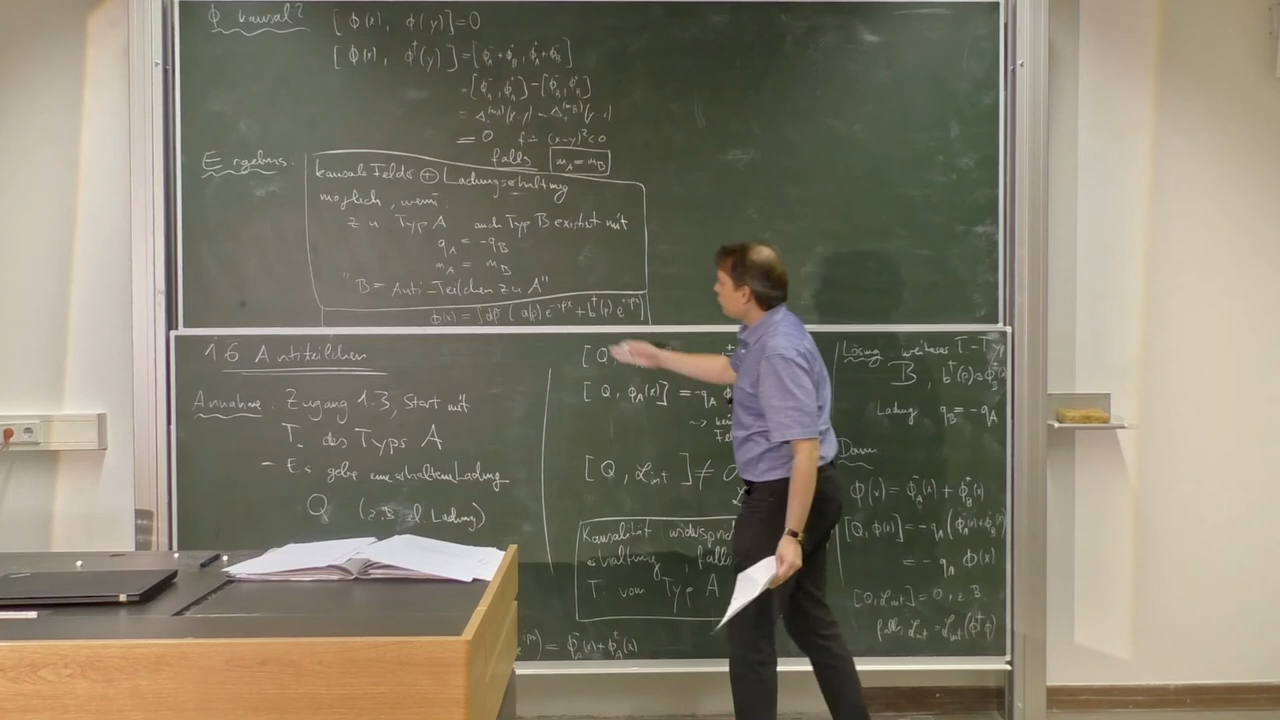 Φ kausal? [ϕ(x), ϕ(y)]=0
[ϕ(x), ϕ†(y)]=[ϕ_A^- + ϕ_B^+, ϕ_A^+ + ϕ_B^-]
=[ϕ_A^-, ϕ_A^+]-[ϕ_B^-, ϕ_B^+]
= 0 f. (x-y)²<0
falls m_A = m_B
Ergebnis:
kausale Felder ⊕ Ladungserhaltung
möglich, wenn:
zu Typ A auch Typ B existiert mit
q_A = -q_B
m_A = m_B
"B = Anti-Teilchen zu A"
ϕ(x) = ∫dp̃ (a(p) e^{-ipx} + b†(p) e^{+ipx})
1.6 Antiteilchen
Annahme: Zugang 1.3, Start mit
T. des Typs A
- Es gebe eine erhaltene Ladung
Q (z.B. el. Ladung)
[Q,
[Q, ϕ_A(x)] = -q_A
[Q, ℒ_int] ≠ 0
Kausalität
erhaltung, falls
T. vom Typ A
) = ϕ_A^-(x) + ϕ_A^+(x)
Lösung: weiteres T.-Typ
B, b†(p)
Ladung q_B = -q_A
Dann
ϕ(x) = ϕ_A^-(x) + ϕ_B^+(x)
[Q, ϕ(x)] = -q_A (ϕ_A^-(x) + ϕ_B^+(x))
= -q_A ϕ(x)
[Q, ℒ_int] = 0, z.B.
falls ℒ_int = ℒ_int(ϕ†ϕ)